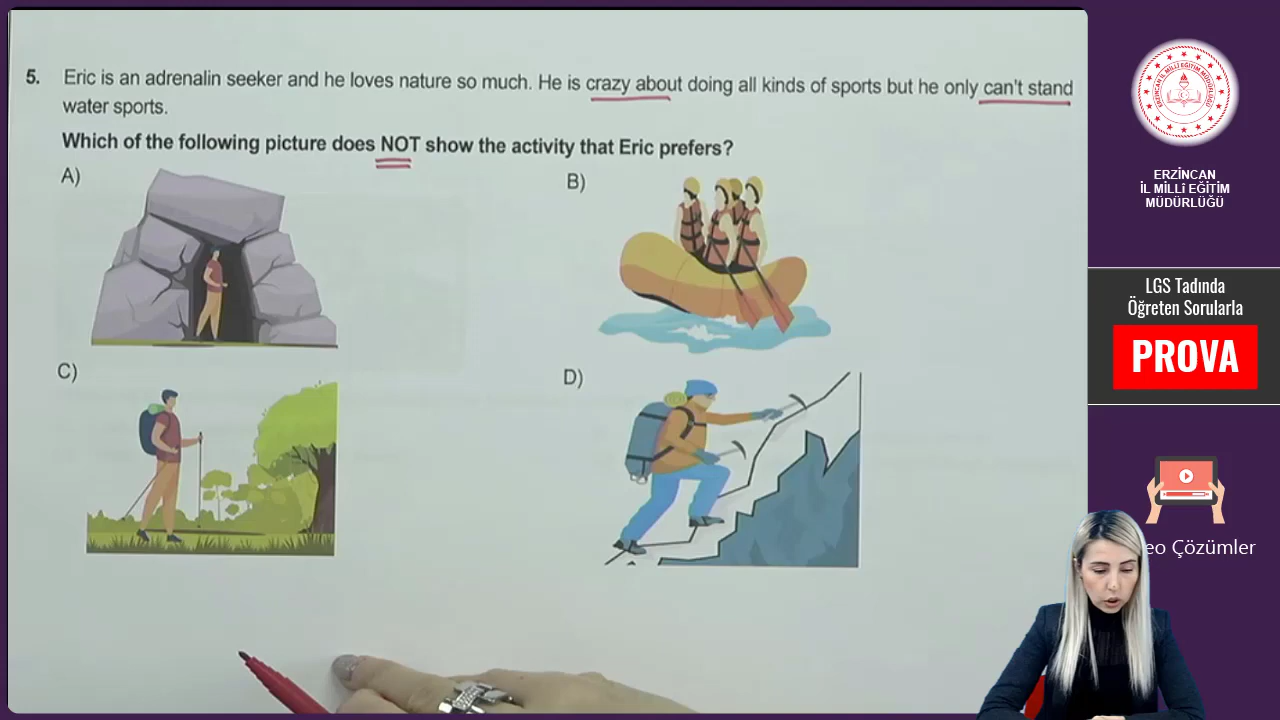 5. Eric is an adrenalin seeker and he loves nature so much. He is crazy about doing all kinds of sports but he only can't stand
water sports.
Which of the following picture does NOT show the activity that Eric prefers?
A)
B)
C)
D)
ERZİNCAN
İL MİLLÎ EĞİTİM
MÜDÜRLÜĞÜ
LGS Tadında
Öğreten Sorularla
PROVA
eo Çözümler